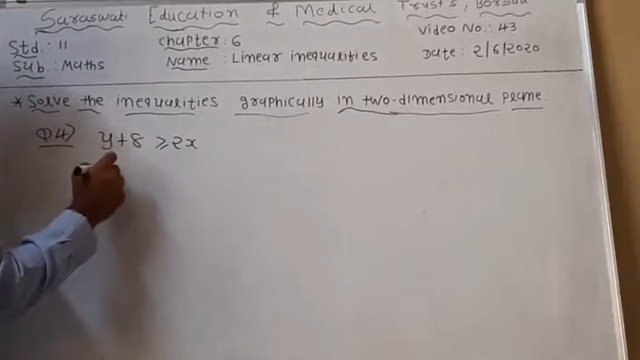 Saraswati Education & Medical Trust's, Borsad
Std.: 11 Chapter: 6 Video No.: 43
Sub: Maths Name: Linear inequalities Date: 2/6/2020
* Solve the inequalities graphically in two-dimensional plane:
Q.4) y+8 ≥ 2x